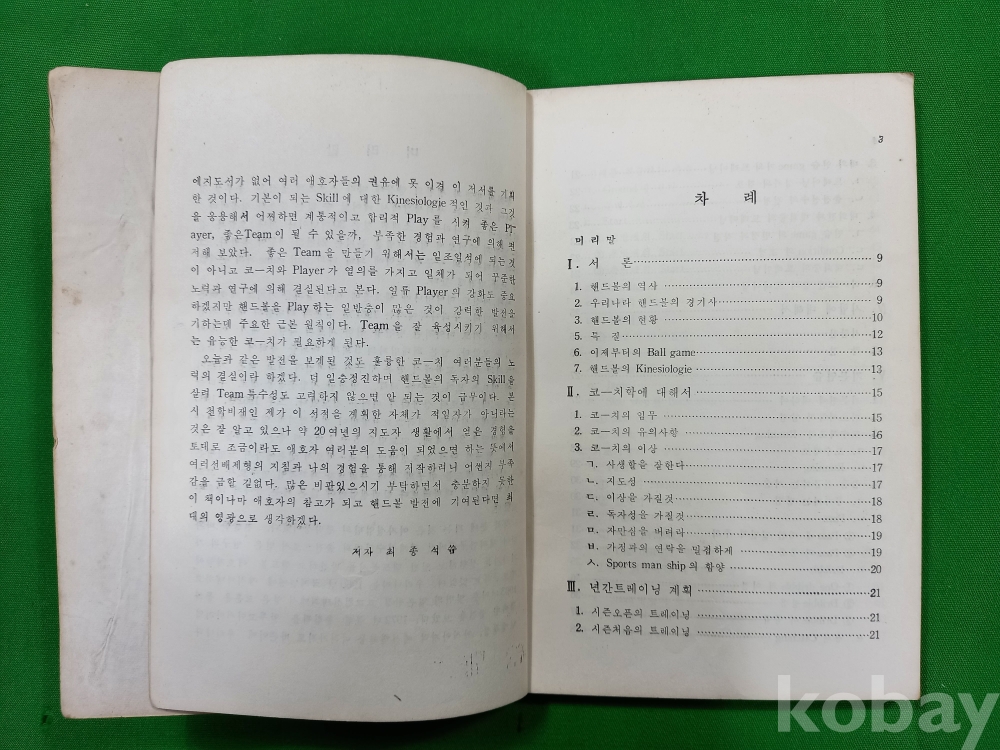 에지도서가 없어 여러 애호자들의 권유에 못 이겨 이 저서를 기획
한 것이다. 기본이 되는 Skill에 대한 Kinesiologie적인 것과 그것
을 응용해서 어쩌하면 계통적이고 합리적 Play를 시켜 좋은 Pl-
ayer, 좋은Team이 될 수 있을까, 부족한 경험과 연구에 의해 편
저해 보았다. 좋은 Team을 만들기 위해서는 일조일석에 되는 것
이 아니고 코—치와 Player가 열의를 가지고 일체가 되어 꾸준한
노력과 연구에 의해 결실된다고 본다. 일류 Player의 강화도 중요
하겠지만 핸드볼을 Play하는 일반층이 많은 것이 강력한 발전을
기하는데 주요한 근본 원칙이다. Team을 잘 육성시키기 위해서
는 유능한 코—치가 필요하게 된다.
오늘과 같은 발전을 보게된 것도 훌륭한 코—치 여러분들의 노
력의 결실이라 하겠다. 더 일층정진하며 핸드볼의 독자의 Skill을
살려 Team특수성도 고려하지 않으면 안 되는 것이 급무이다. 본
시 천학비재인 제가 이 서적을 계획한 자체가 적임자가 아니라는
것은 잘 알고 있으나 약 20여년의 지도자 생활에서 얻은 경험을
토대로 조금이라도 애호자 여러분의 도움이 되었으면 하는 뜻에서
여러선배제형의 지침과 나의 경험을 통해 시작하려니 어쩐지 부족
감을 금할 길없다. 많은 비판있으시기 부탁하면서 충분하지 못한
이 책이나마 애호자의 참고가 되고 핸드볼 발전에 기여된다면 최
대의 영광으로 생각하겠다.
저자 최 종 석 씀
3
차 례
머 리 말
Ⅰ. 서 론 9
1. 핸드볼의 역사 9
2. 우리나라 핸드볼의 경기사 9
3. 핸드볼의 현황 10
5. 특 질 12
6. 이제부터의 Ball game 13
7. 핸드볼의 Kinesiologie 13
Ⅱ. 코—치학에 대해서 15
1. 코—치의 임무 15
2. 코—치의 유의사항 16
3. 코—치의 이상 17
ㄱ. 사생할을 잘한다 17
ㄴ. 지도성 17
ㄷ. 이상을 가질것 18
ㄹ. 독자성을 가질것 18
ㅁ. 자만심을 버려라 19
ㅂ. 가정과의 연락을 밀접하게 19
ㅅ. Sports man ship의 함양 20
Ⅲ. 년간트레이닝 계획 21
1. 시즌오픈의 트레이닝 21
2. 시즌처음의 트레이닝 21
kobay